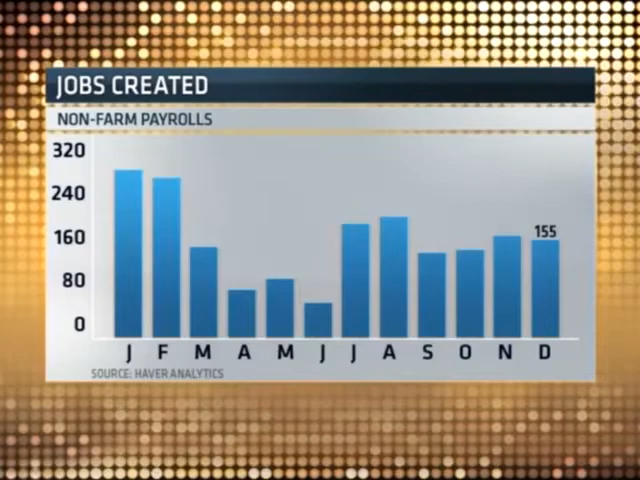 JOBS CREATED
NON-FARM PAYROLLS
320
240
160
80
0
155
J F M A M J J A S O N D
SOURCE: HAVER ANALYTICS